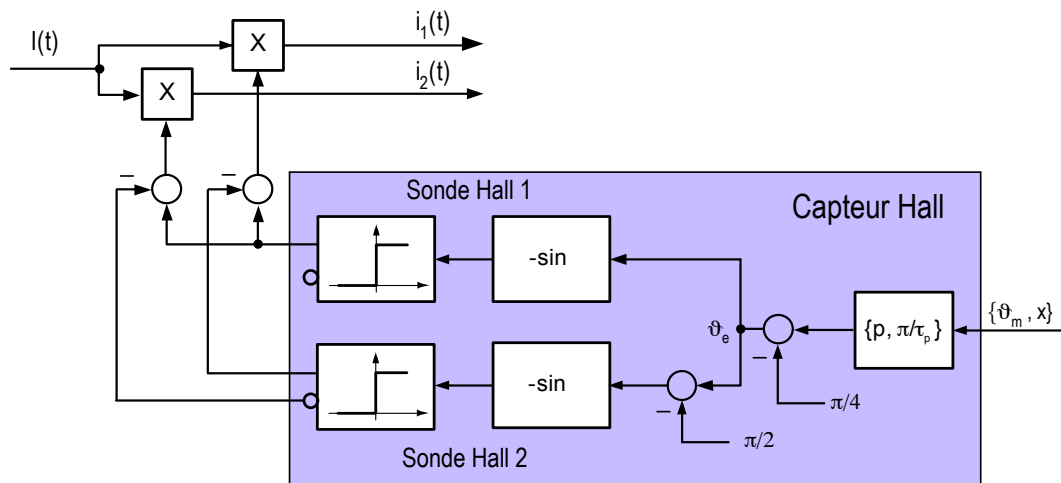 I(t)
X
i1(t)
X
i2(t)
–
–
Sonde Hall 1
Capteur Hall
-sin
{p, π/τp}
{ϑm , x}
ϑe
–
π/4
-sin
–
π/2
Sonde Hall 2